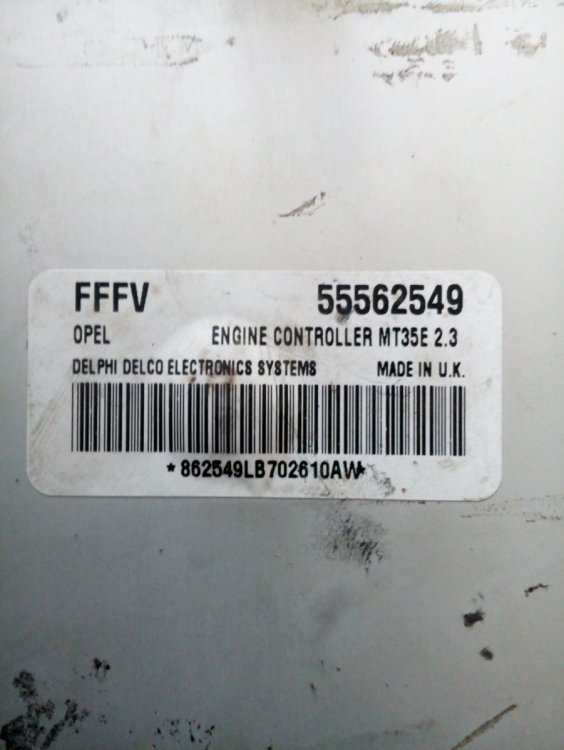 FFFV 55562549
OPEL ENGINE CONTROLLER MT35E 2.3
DELPHI DELCO ELECTRONICS SYSTEMS MADE IN U.K.
*862549LB702610AW*